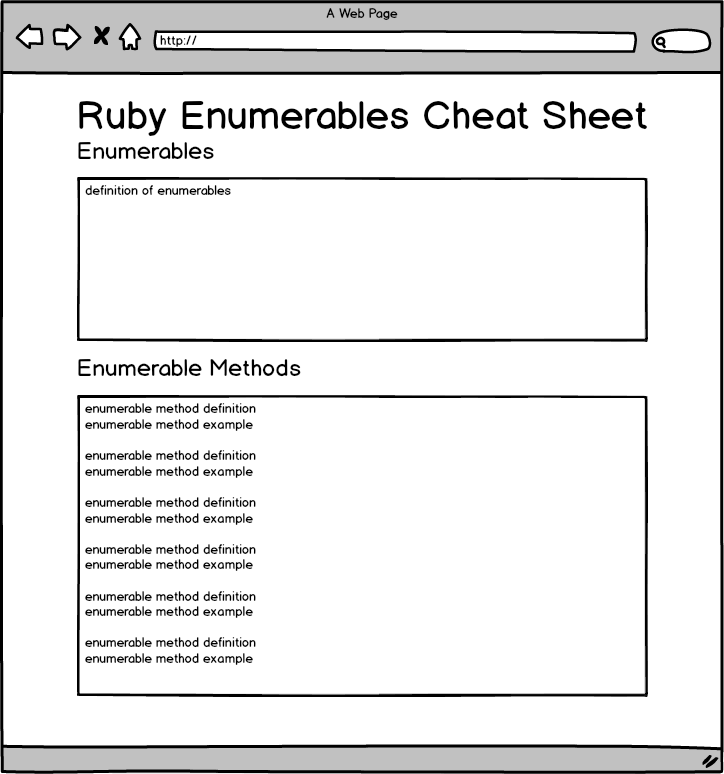 A Web Page
http://
Ruby Enumerables Cheat Sheet
Enumerables
definition of enumerables
Enumerable Methods
enumerable method definition
enumerable method example
enumerable method definition
enumerable method example
enumerable method definition
enumerable method example
enumerable method definition
enumerable method example
enumerable method definition
enumerable method example
enumerable method definition
enumerable method example